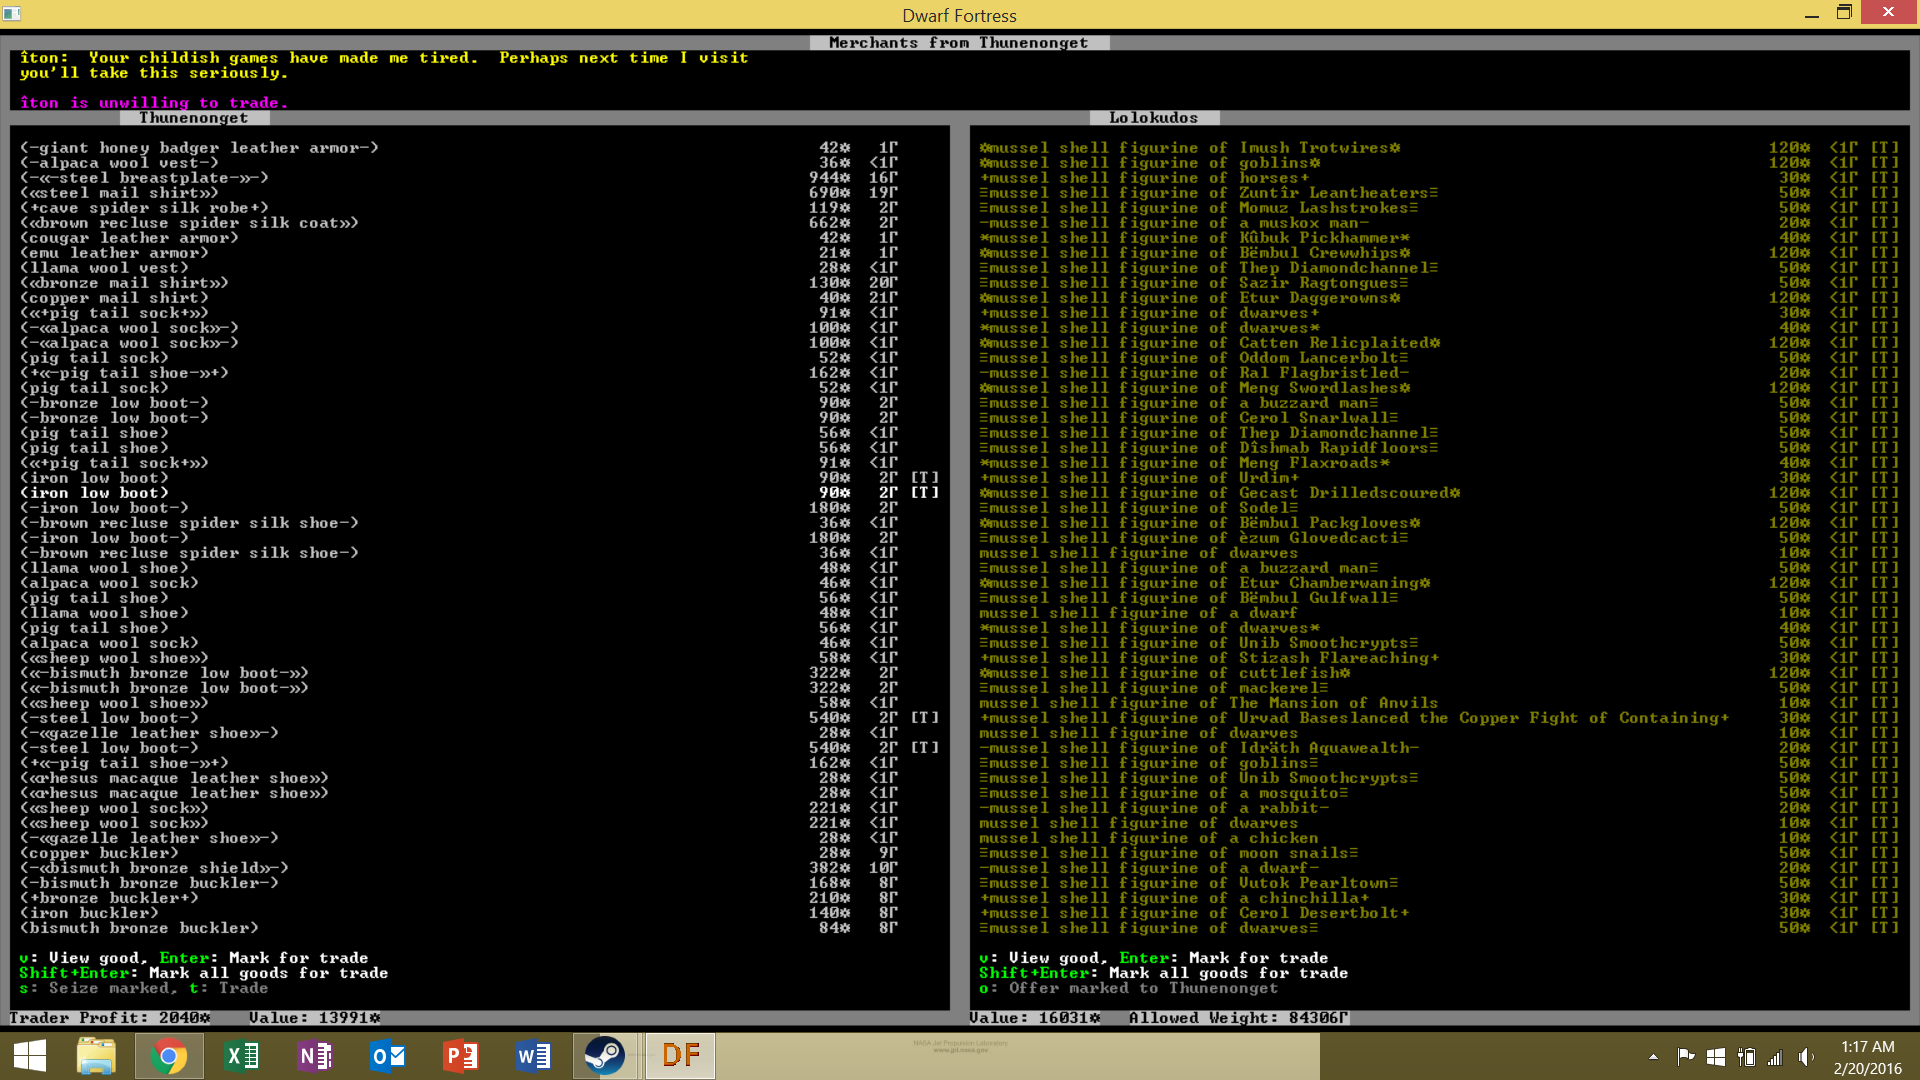 Dwarf Fortress
Merchants from Thunenonget
îton:  Your childish games have made me tired.  Perhaps next time I visit
you'll take this seriously.
îton is unwilling to trade.
Thunenonget
(-giant honey badger leather armor-) 42☼ 1Γ
(-alpaca wool vest-) 36☼ <1Γ
(-«-steel breastplate-»-) 944☼ 16Γ
(«steel mail shirt») 690☼ 19Γ
(+cave spider silk robe+) 119☼ 2Γ
(«brown recluse spider silk coat») 662☼ 2Γ
(cougar leather armor) 42☼ 1Γ
(emu leather armor) 21☼ 1Γ
(llama wool vest) 28☼ <1Γ
(«bronze mail shirt») 130☼ 20Γ
(copper mail shirt) 40☼ 21Γ
(«+pig tail sock+») 91☼ <1Γ
(-«alpaca wool sock»-) 100☼ <1Γ
(-«alpaca wool sock»-) 100☼ <1Γ
(pig tail sock) 52☼ <1Γ
(+«-pig tail shoe-»+) 162☼ <1Γ
(pig tail sock) 52☼ <1Γ
(-bronze low boot-) 90☼ 2Γ
(-bronze low boot-) 90☼ 2Γ
(pig tail shoe) 56☼ <1Γ
(pig tail shoe) 56☼ <1Γ
(«+pig tail sock+») 91☼ <1Γ
(iron low boot) 90☼ 2Γ [T]
(iron low boot) 90☼ 2Γ [T]
(-iron low boot-) 180☼ 2Γ
(-brown recluse spider silk shoe-) 36☼ <1Γ
(-iron low boot-) 180☼ 2Γ
(-brown recluse spider silk shoe-) 36☼ <1Γ
(llama wool shoe) 48☼ <1Γ
(alpaca wool sock) 46☼ <1Γ
(pig tail shoe) 56☼ <1Γ
(llama wool shoe) 48☼ <1Γ
(pig tail shoe) 56☼ <1Γ
(alpaca wool sock) 46☼ <1Γ
(«sheep wool shoe») 58☼ <1Γ
(«-bismuth bronze low boot-») 322☼ 2Γ
(«-bismuth bronze low boot-») 322☼ 2Γ
(«sheep wool shoe») 58☼ <1Γ
(-steel low boot-) 540☼ 2Γ [T]
(-«gazelle leather shoe»-) 28☼ <1Γ
(-steel low boot-) 540☼ 2Γ [T]
(+«-pig tail shoe-»+) 162☼ <1Γ
(«rhesus macaque leather shoe») 28☼ <1Γ
(«rhesus macaque leather shoe») 28☼ <1Γ
(«sheep wool sock») 221☼ <1Γ
(«sheep wool sock») 221☼ <1Γ
(-«gazelle leather shoe»-) 28☼ <1Γ
(copper buckler) 28☼ 9Γ
(-«bismuth bronze shield»-) 382☼ 10Γ
(-bismuth bronze buckler-) 168☼ 8Γ
(+bronze buckler+) 210☼ 8Γ
(iron buckler) 140☼ 8Γ
(bismuth bronze buckler) 84☼ 8Γ
v: View good, Enter: Mark for trade
Shift+Enter: Mark all goods for trade
s: Seize marked, t: Trade
Trader Profit: 2040☼ Value: 13991☼
Lolokudos
☼mussel shell figurine of Imush Trotwires☼ 120☼ <1Γ [T]
☼mussel shell figurine of goblins☼ 120☼ <1Γ [T]
+mussel shell figurine of horses+ 30☼ <1Γ [T]
≡mussel shell figurine of Zuntîr Leantheaters≡ 50☼ <1Γ [T]
≡mussel shell figurine of Momuz Lashstrokes≡ 50☼ <1Γ [T]
-mussel shell figurine of a muskox man- 20☼ <1Γ [T]
*mussel shell figurine of Kûbuk Pickhammer* 40☼ <1Γ [T]
☼mussel shell figurine of Bëmbul Crewwhips☼ 120☼ <1Γ [T]
≡mussel shell figurine of Thep Diamondchannel≡ 50☼ <1Γ [T]
≡mussel shell figurine of Sazir Ragtongues≡ 50☼ <1Γ [T]
☼mussel shell figurine of Etur Daggerowns☼ 120☼ <1Γ [T]
+mussel shell figurine of dwarves+ 30☼ <1Γ [T]
*mussel shell figurine of dwarves* 40☼ <1Γ [T]
☼mussel shell figurine of Catten Relicplaited☼ 120☼ <1Γ [T]
≡mussel shell figurine of Oddom Lancerbolt≡ 50☼ <1Γ [T]
-mussel shell figurine of Ral Flagbristled- 20☼ <1Γ [T]
☼mussel shell figurine of Meng Swordlashes☼ 120☼ <1Γ [T]
≡mussel shell figurine of a buzzard man≡ 50☼ <1Γ [T]
≡mussel shell figurine of Cerol Snarlwall≡ 50☼ <1Γ [T]
≡mussel shell figurine of Thep Diamondchannel≡ 50☼ <1Γ [T]
≡mussel shell figurine of Dîshmab Rapidfloors≡ 50☼ <1Γ [T]
*mussel shell figurine of Meng Flaxroads* 40☼ <1Γ [T]
+mussel shell figurine of Urdim+ 30☼ <1Γ [T]
☼mussel shell figurine of Gecast Drilledscoured☼ 120☼ <1Γ [T]
≡mussel shell figurine of Sodel≡ 50☼ <1Γ [T]
☼mussel shell figurine of Bëmbul Packgloves☼ 120☼ <1Γ [T]
≡mussel shell figurine of èzum Glovedcacti≡ 50☼ <1Γ [T]
mussel shell figurine of dwarves 10☼ <1Γ [T]
≡mussel shell figurine of a buzzard man≡ 50☼ <1Γ [T]
☼mussel shell figurine of Etur Chamberwaning☼ 120☼ <1Γ [T]
≡mussel shell figurine of Bëmbul Gulfwall≡ 50☼ <1Γ [T]
mussel shell figurine of a dwarf 10☼ <1Γ [T]
*mussel shell figurine of dwarves* 40☼ <1Γ [T]
≡mussel shell figurine of Unib Smoothcrypts≡ 50☼ <1Γ [T]
+mussel shell figurine of Stizash Flareaching+ 30☼ <1Γ [T]
☼mussel shell figurine of cuttlefish☼ 120☼ <1Γ [T]
≡mussel shell figurine of mackerel≡ 50☼ <1Γ [T]
mussel shell figurine of The Mansion of Anvils 10☼ <1Γ [T]
+mussel shell figurine of Urvad Baseslanced the Copper Fight of Containing+ 30☼ <1Γ [T]
mussel shell figurine of dwarves 10☼ <1Γ [T]
-mussel shell figurine of Idräth Aquawealth- 20☼ <1Γ [T]
≡mussel shell figurine of goblins≡ 50☼ <1Γ [T]
≡mussel shell figurine of Unib Smoothcrypts≡ 50☼ <1Γ [T]
≡mussel shell figurine of a mosquito≡ 50☼ <1Γ [T]
-mussel shell figurine of a rabbit- 20☼ <1Γ [T]
mussel shell figurine of dwarves 10☼ <1Γ [T]
mussel shell figurine of a chicken 10☼ <1Γ [T]
≡mussel shell figurine of moon snails≡ 50☼ <1Γ [T]
-mussel shell figurine of a dwarf- 20☼ <1Γ [T]
≡mussel shell figurine of Vutok Pearltown≡ 50☼ <1Γ [T]
+mussel shell figurine of a chinchilla+ 30☼ <1Γ [T]
+mussel shell figurine of Cerol Desertbolt+ 30☼ <1Γ [T]
≡mussel shell figurine of dwarves≡ 50☼ <1Γ [T]
v: View good, Enter: Mark for trade
Shift+Enter: Mark all goods for trade
o: Offer marked to Thunenonget
Value: 16031☼ Allowed Weight: 84306Γ
NASA Jet Propulsion Laboratory
www.jpl.nasa.gov
DF
1:17 AM
2/20/2016